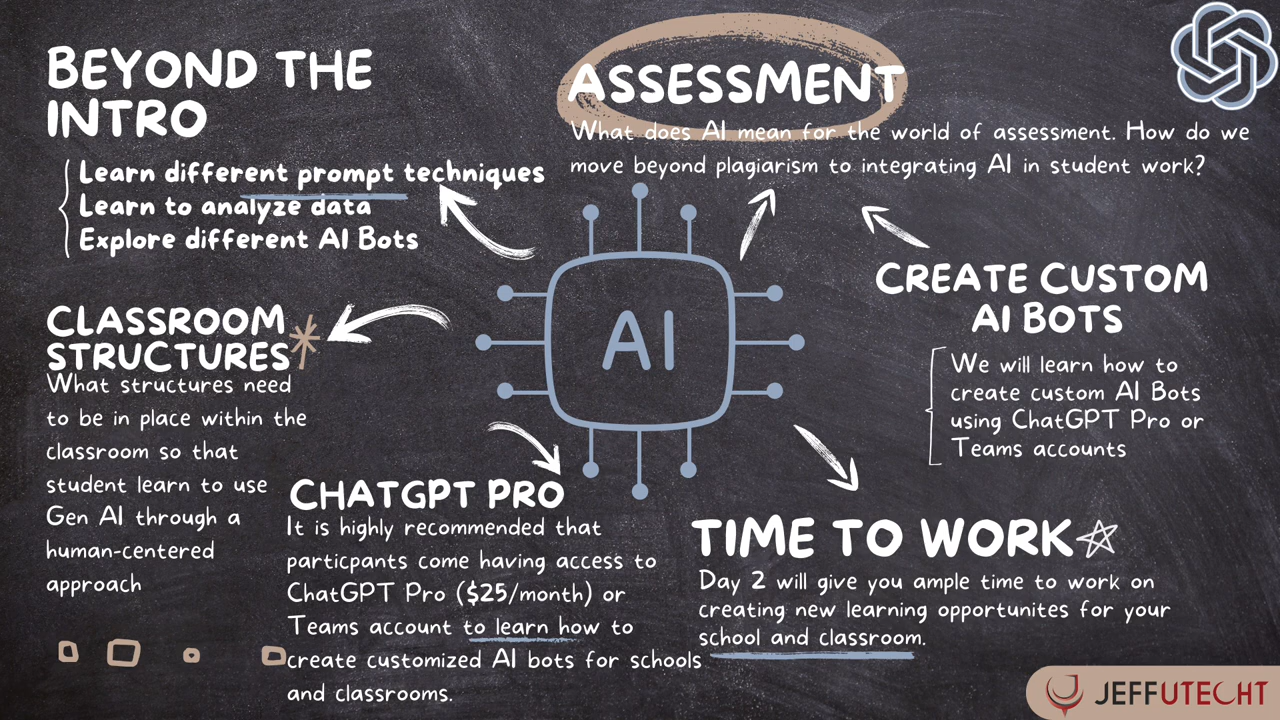 BEYOND THE
INTRO
Learn different prompt techniques
Learn to analyze data
Explore different AI Bots
ASSESSMENT
What does AI mean for the world of assessment. How do we
move beyond plagiarism to integrating AI in student work?
CLASSROOM
STRUCTURES
What structures need
to be in place within the
classroom so that
student learn to use
Gen AI through a
human-centered
approach
AI
CREATE CUSTOM
AI BOTS
We will learn how to
create custom AI Bots
using ChatGPT Pro or
Teams accounts
CHATGPT PRO
It is highly recommended that
particpants come having access to
ChatGPT Pro ($25/month) or
Teams account to learn how to
create customized AI bots for schools
and classrooms.
TIME TO WORK
Day 2 will give you ample time to work on
creating new learning opportunites for your
school and classroom.
JEFFUTECHT